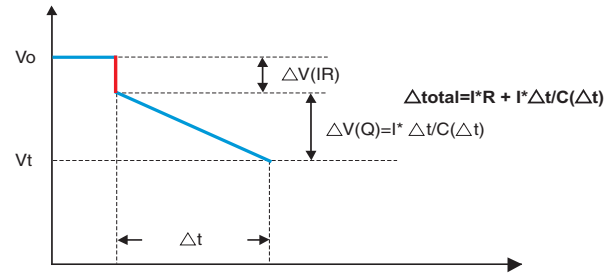 Vo
△V(IR)
△total=I*R + I*△t/C(△t)
△V(Q)=I* △t/C(△t)
Vt
△t